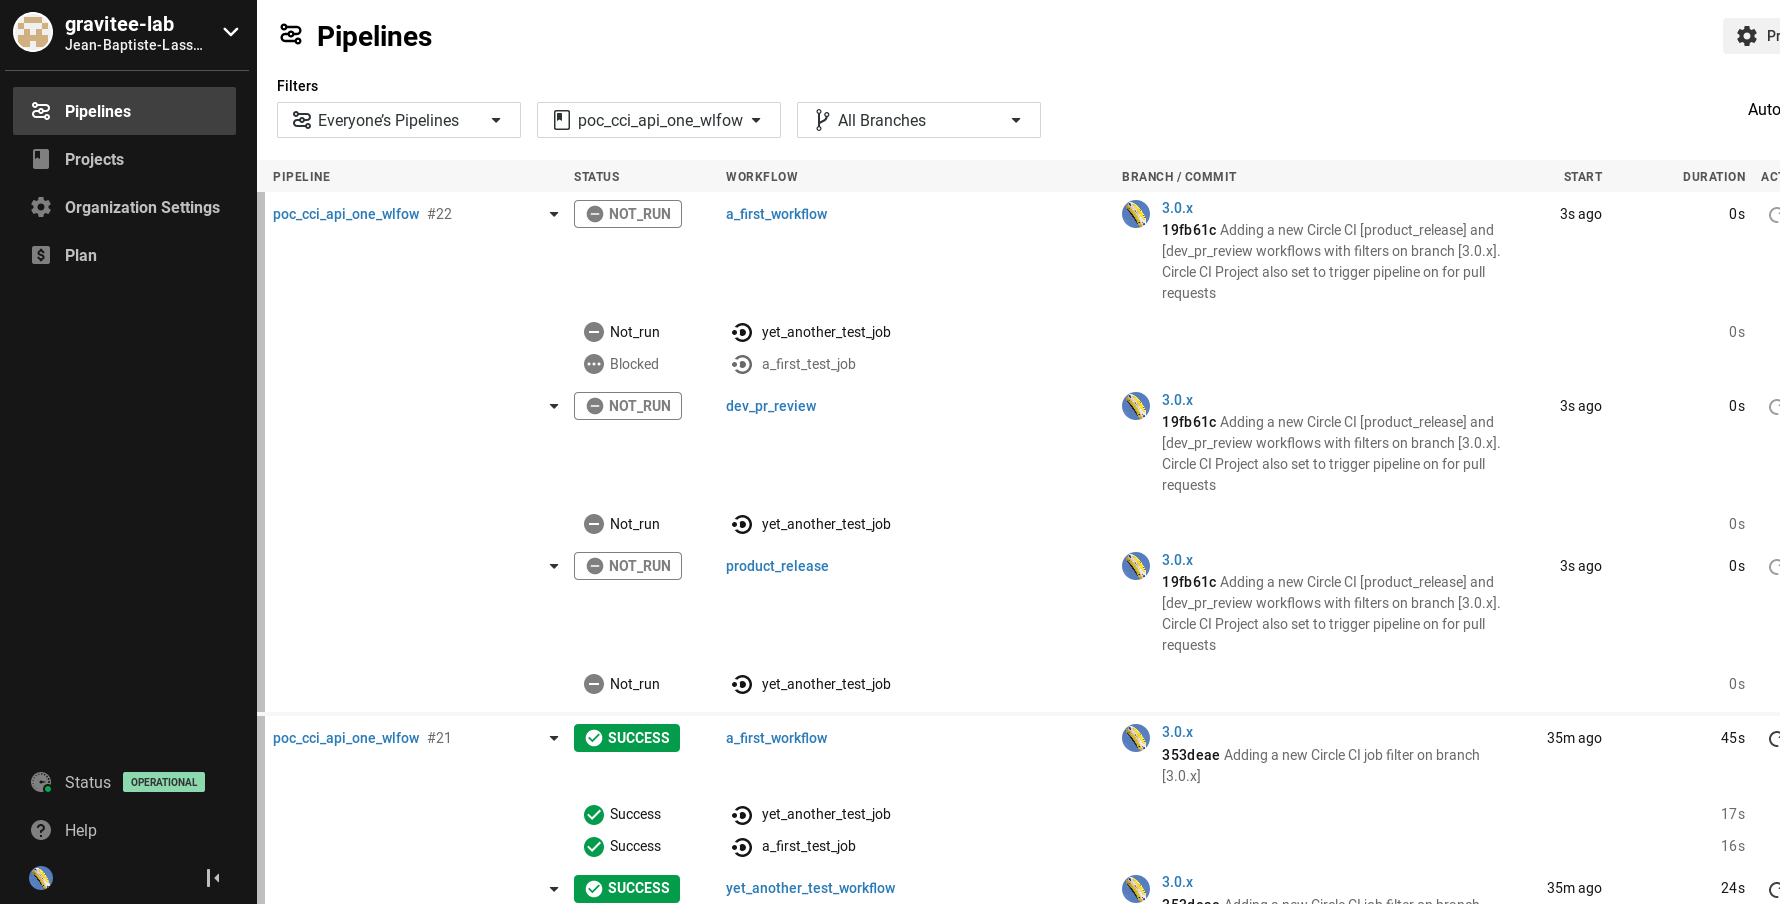 gravitee-lab
Jean-Baptiste-Lass...
Pipelines
Projects
Organization Settings
Plan
Status OPERATIONAL
Help
Pipelines
Filters
Everyone's Pipelines poc_cci_api_one_wlfow All Branches
Auto
PIPELINE STATUS WORKFLOW BRANCH / COMMIT START DURATION
poc_cci_api_one_wlfow #22 NOT_RUN a_first_workflow 3.0.x 3s ago 0s
19fb61c Adding a new Circle CI [product_release] and
[dev_pr_review workflows with filters on branch [3.0.x].
Circle CI Project also set to trigger pipeline on for pull
requests
Not_run yet_another_test_job 0s
Blocked a_first_test_job
NOT_RUN dev_pr_review 3.0.x 3s ago 0s
19fb61c Adding a new Circle CI [product_release] and
[dev_pr_review workflows with filters on branch [3.0.x].
Circle CI Project also set to trigger pipeline on for pull
requests
Not_run yet_another_test_job 0s
NOT_RUN product_release 3.0.x 3s ago 0s
19fb61c Adding a new Circle CI [product_release] and
[dev_pr_review workflows with filters on branch [3.0.x].
Circle CI Project also set to trigger pipeline on for pull
requests
Not_run yet_another_test_job 0s
poc_cci_api_one_wlfow #21 SUCCESS a_first_workflow 3.0.x 35m ago 45s
353deae Adding a new Circle CI job filter on branch
[3.0.x]
Success yet_another_test_job 17s
Success a_first_test_job 16s
SUCCESS yet_another_test_workflow 3.0.x 35m ago 24s
353deae Adding a new Circle CI job filter on branch